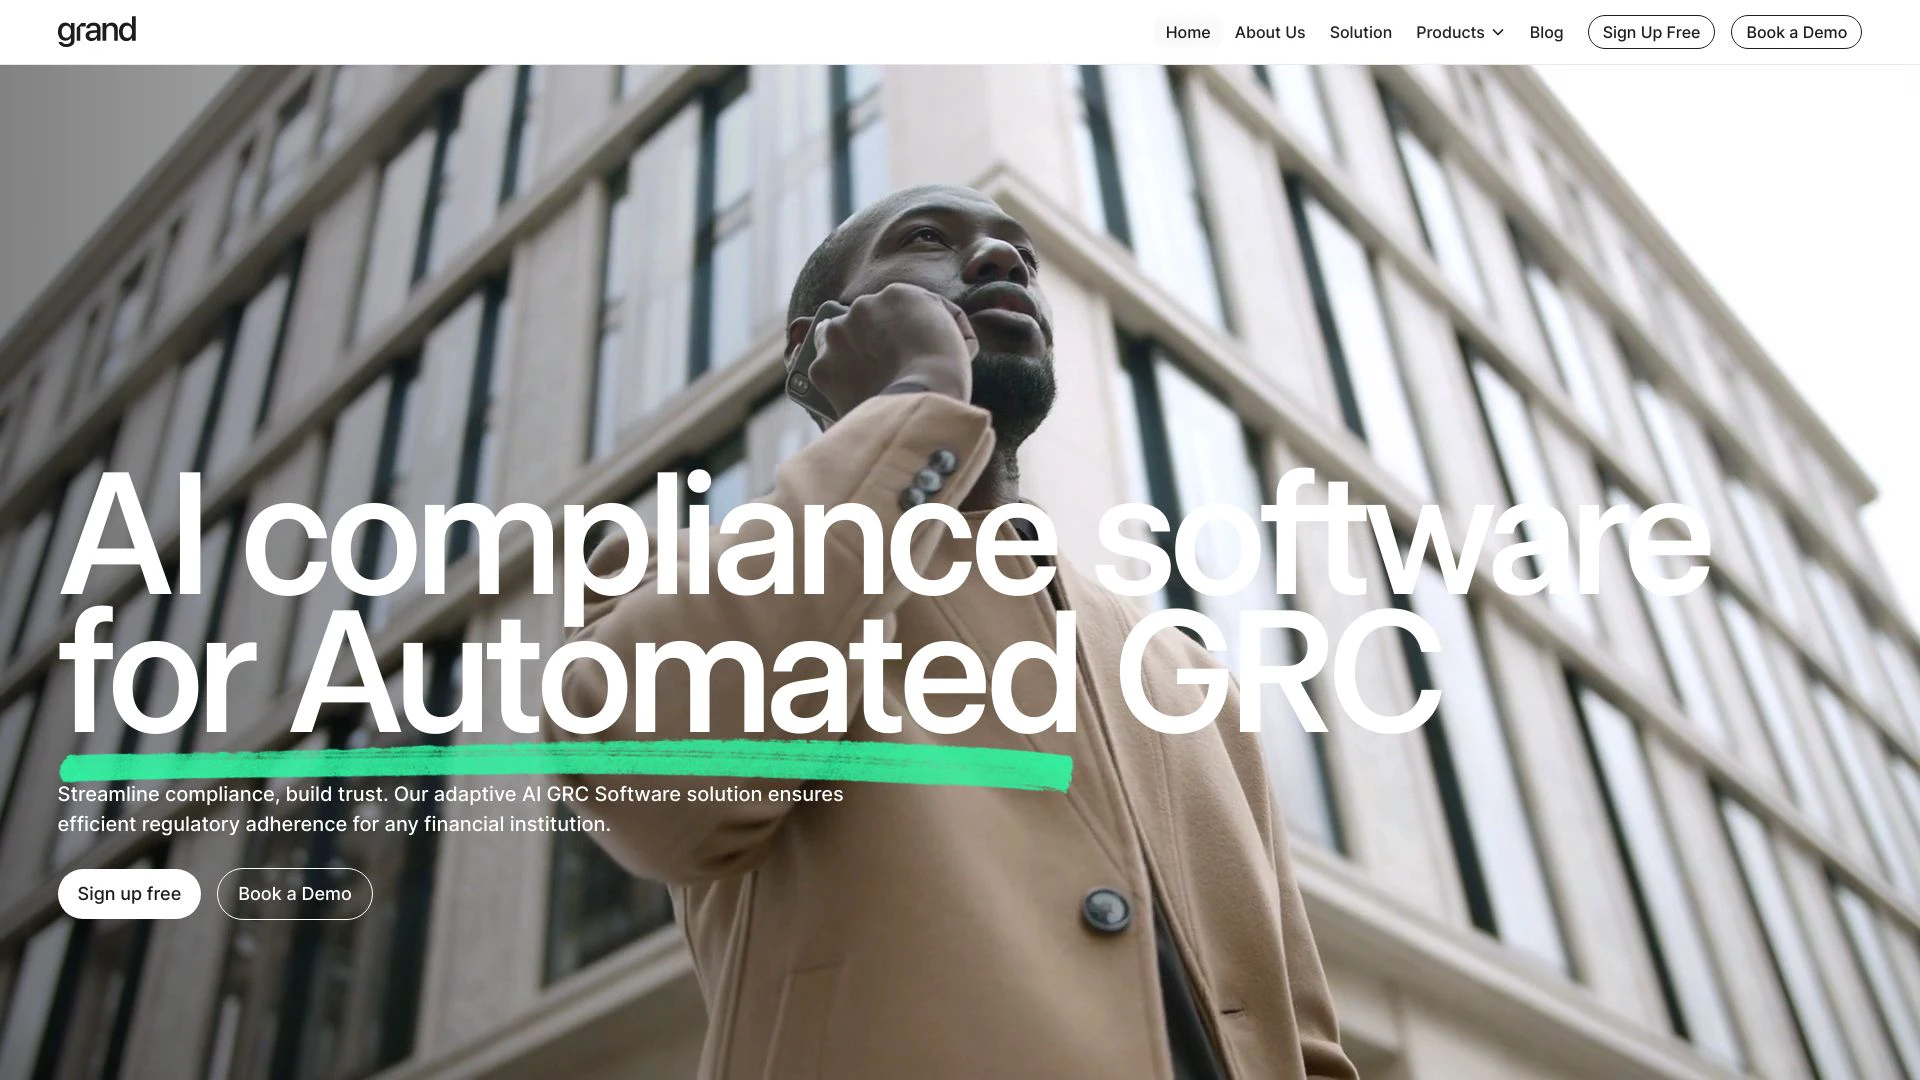 grand
Home
About Us
Solution
Products
Blog
Sign Up Free
Book a Demo
AI compliance software
for Automated GRC
Streamline compliance, build trust. Our adaptive AI GRC Software solution ensures
efficient regulatory adherence for any financial institution.
Sign up free
Book a Demo